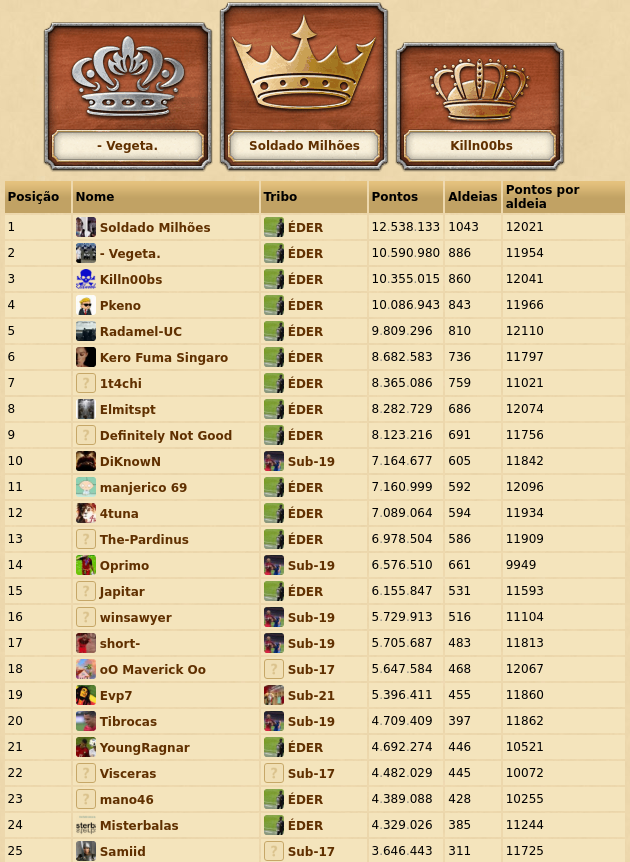 - Vegeta.
Soldado Milhões
Killn00bs
Posição Nome Tribo Pontos Aldeias Pontos por aldeia
1 Soldado Milhões ÉDER 12.538.133 1043 12021
2 - Vegeta. ÉDER 10.590.980 886 11954
3 Killn00bs ÉDER 10.355.015 860 12041
4 Pkeno ÉDER 10.086.943 843 11966
5 Radamel-UC ÉDER 9.809.296 810 12110
6 Kero Fuma Singaro ÉDER 8.682.583 736 11797
7 1t4chi ÉDER 8.365.086 759 11021
8 Elmitspt ÉDER 8.282.729 686 12074
9 Definitely Not Good ÉDER 8.123.216 691 11756
10 DiKnowN Sub-19 7.164.677 605 11842
11 manjerico 69 ÉDER 7.160.999 592 12096
12 4tuna ÉDER 7.089.064 594 11934
13 The-Pardinus ÉDER 6.978.504 586 11909
14 Oprimo Sub-19 6.576.510 661 9949
15 Japitar ÉDER 6.155.847 531 11593
16 winsawyer Sub-19 5.729.913 516 11104
17 short- Sub-19 5.705.687 483 11813
18 oO Maverick Oo Sub-17 5.647.584 468 12067
19 Evp7 Sub-21 5.396.411 455 11860
20 Tibrocas Sub-19 4.709.409 397 11862
21 YoungRagnar ÉDER 4.692.274 446 10521
22 Visceras Sub-17 4.482.029 445 10072
23 mano46 ÉDER 4.389.088 428 10255
24 Misterbalas ÉDER 4.329.026 385 11244
25 Samiid Sub-17 3.646.443 311 11725